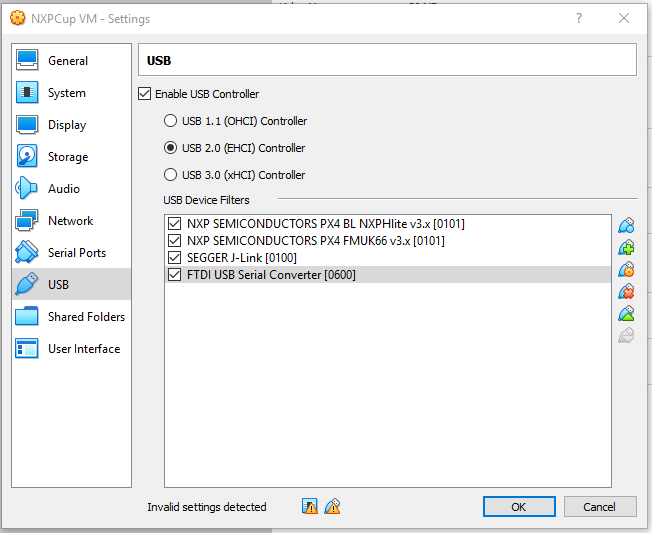 NXPCup VM - Settings
?
General
System
Display
Storage
Audio
Network
Serial Ports
USB
Shared Folders
User Interface
USB
Enable USB Controller
USB 1.1 (OHCI) Controller
USB 2.0 (EHCI) Controller
USB 3.0 (xHCI) Controller
USB Device Filters
NXP SEMICONDUCTORS PX4 BL NXPHlite v3.x [0101]
NXP SEMICONDUCTORS PX4 FMUK66 v3.x [0101]
SEGGER J-Link [0100]
FTDI USB Serial Converter [0600]
Invalid settings detected
OK
Cancel